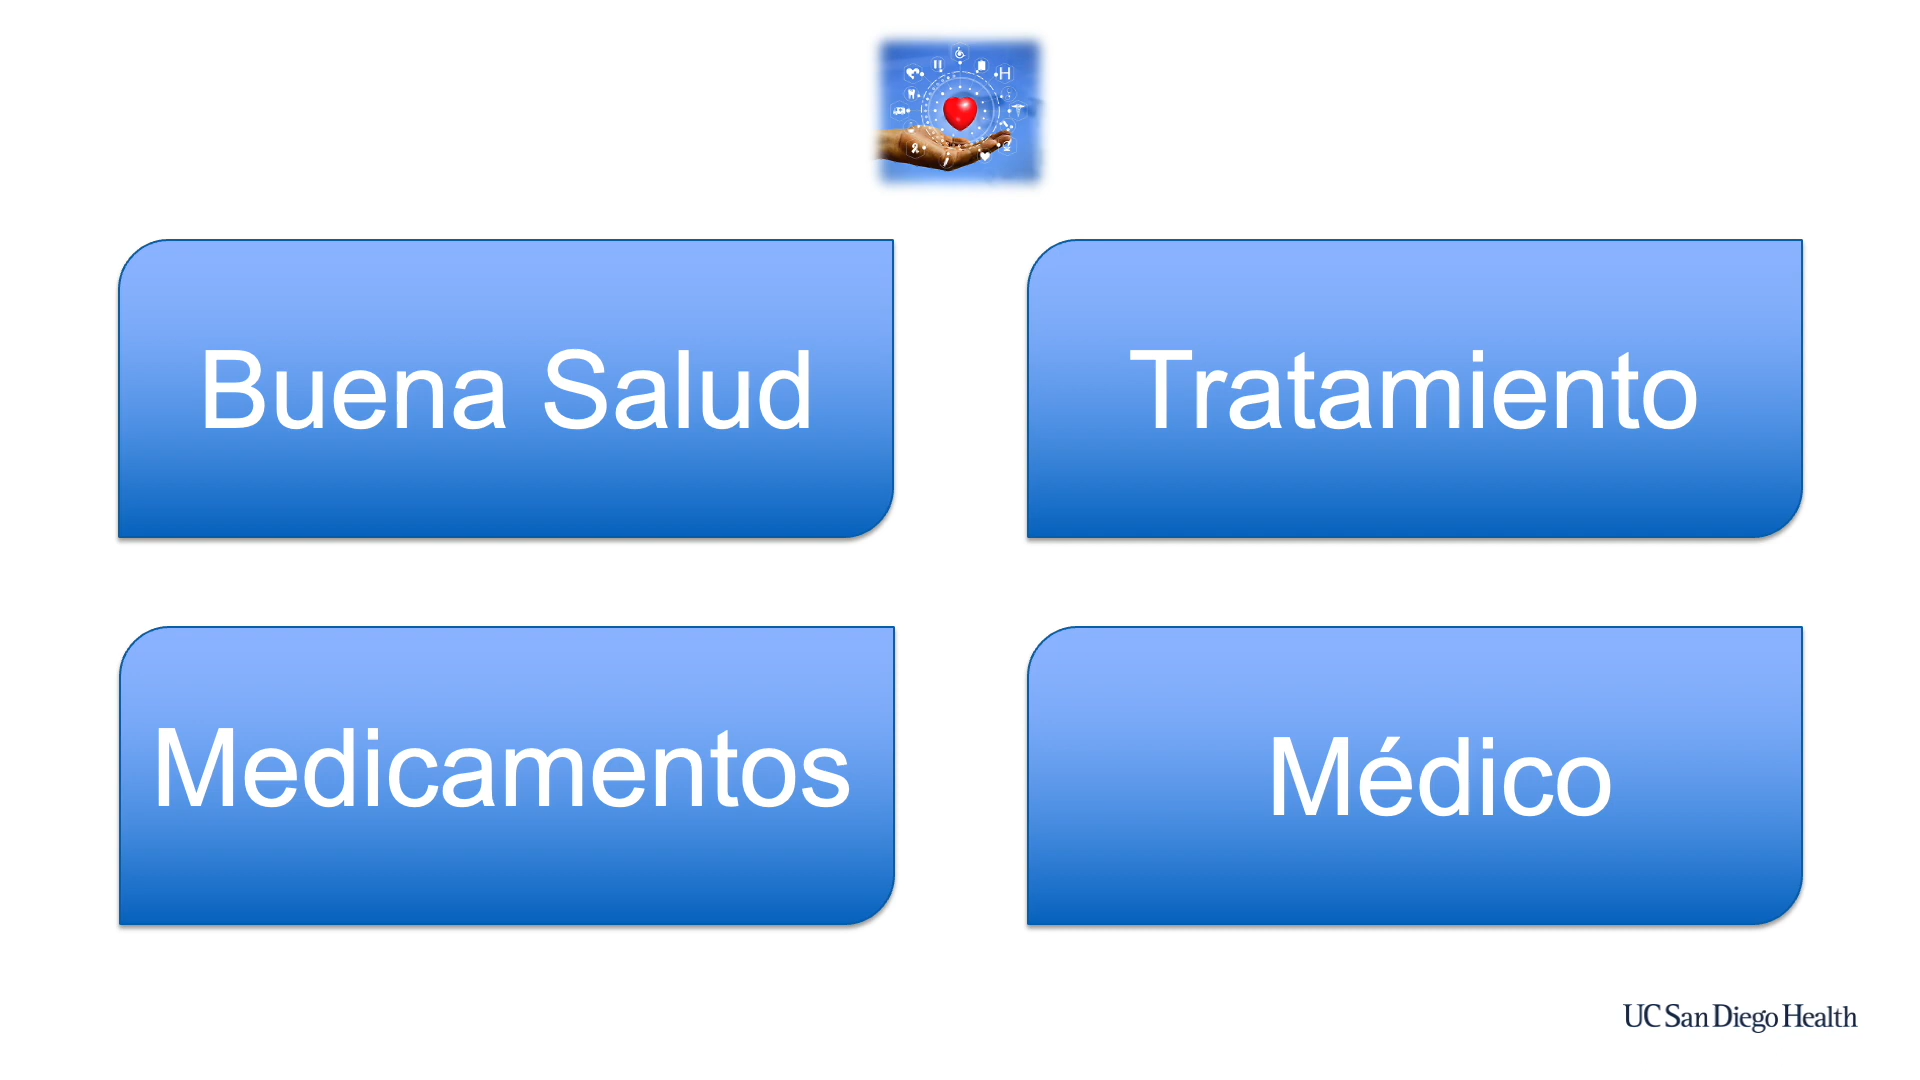 Buena Salud
Tratamiento
Medicamentos
Médico
UC San Diego Health